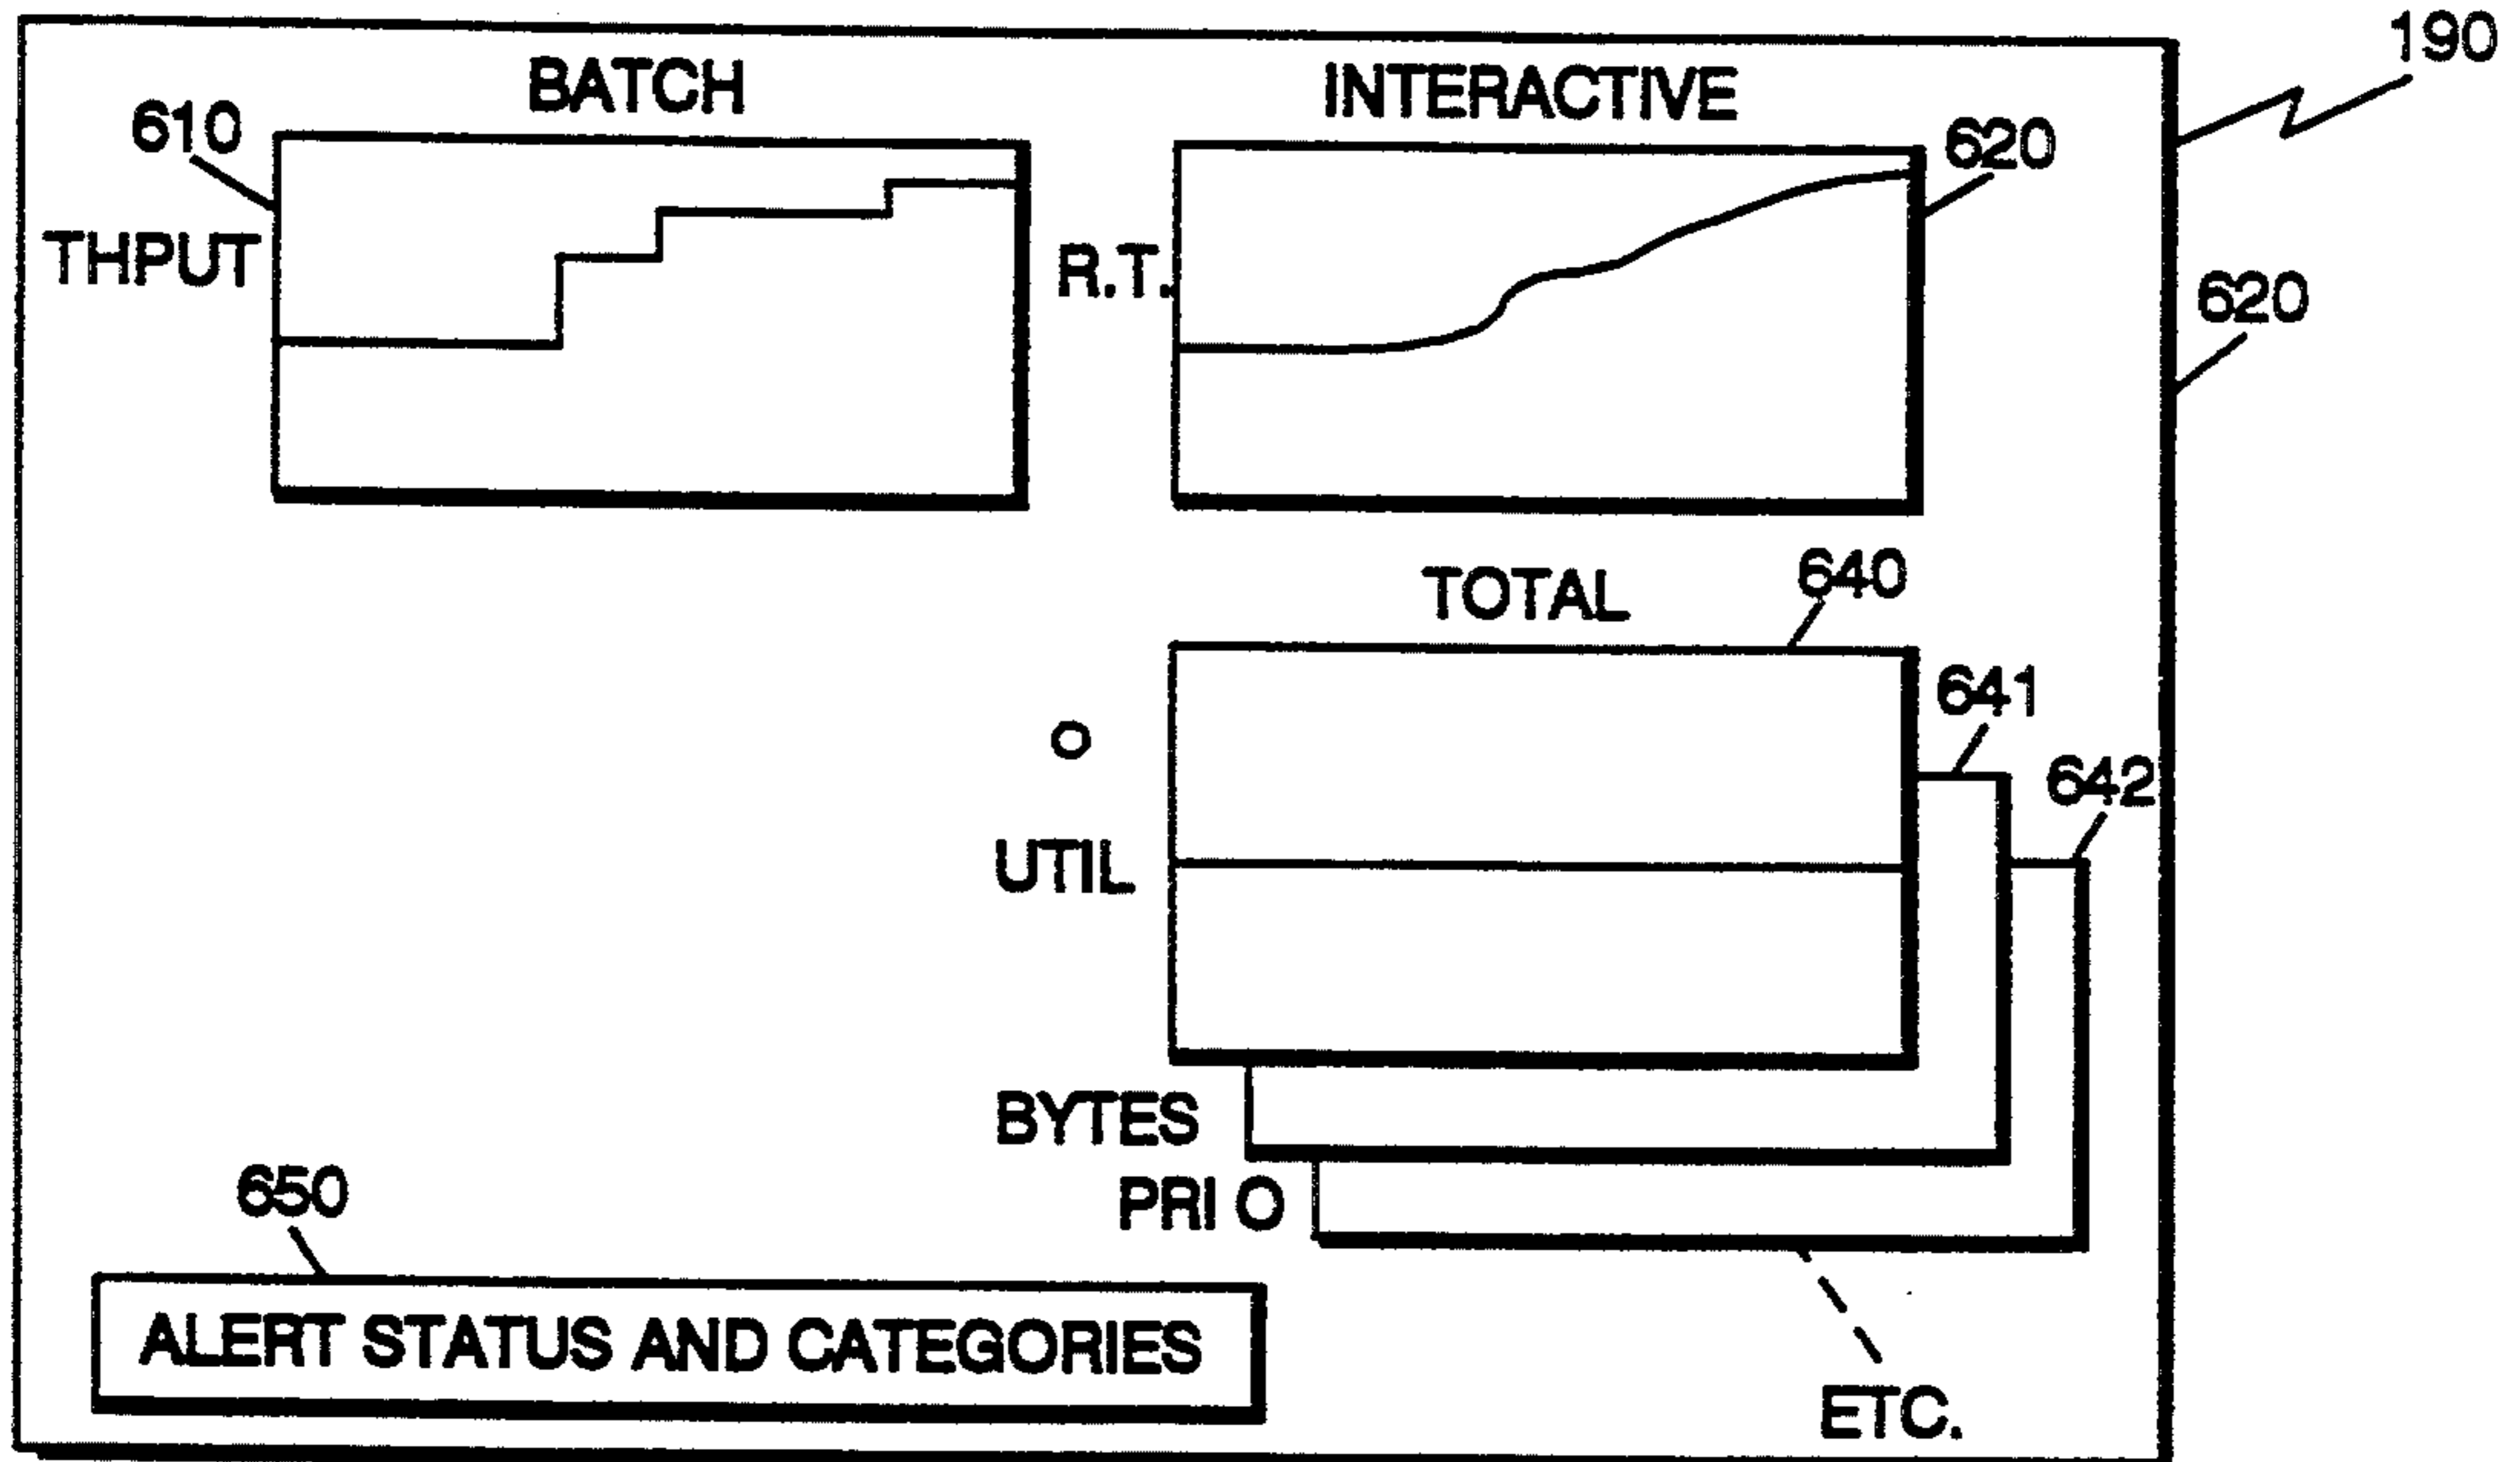 190
BATCH
INTERACTIVE
610
620
THPUT
R.T.
620
TOTAL
640
641
O
642
UTIL
BYTES
PRI O
650
ALERT STATUS AND CATEGORIES
ETC.